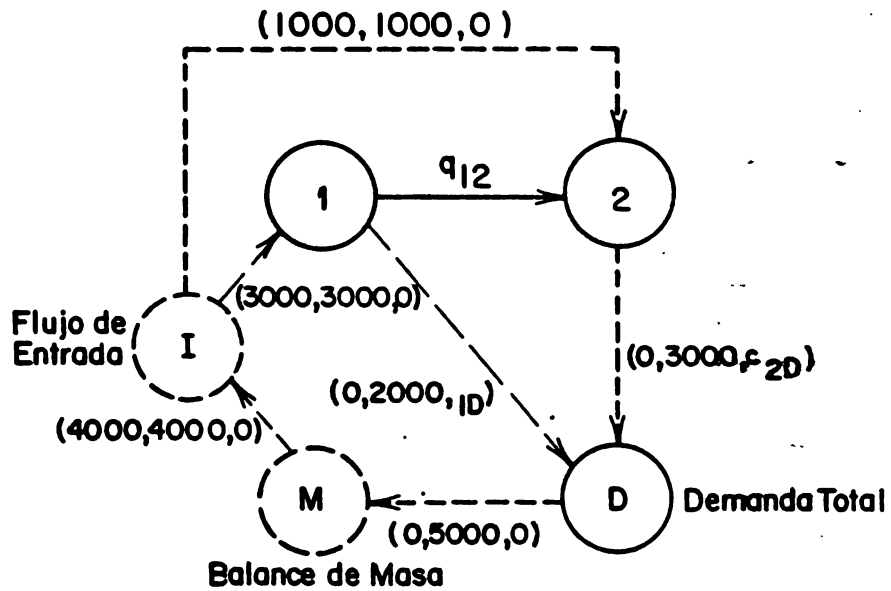 (1000,1000,0)
1
q12
2
(3000,3000,0)
Flujo de
Entrada
I
(0,3000,c2D)
(0,2000,1D)
(4000,4000,0)
M
D
Demanda Total
(0,5000,0)
Balance de Masa